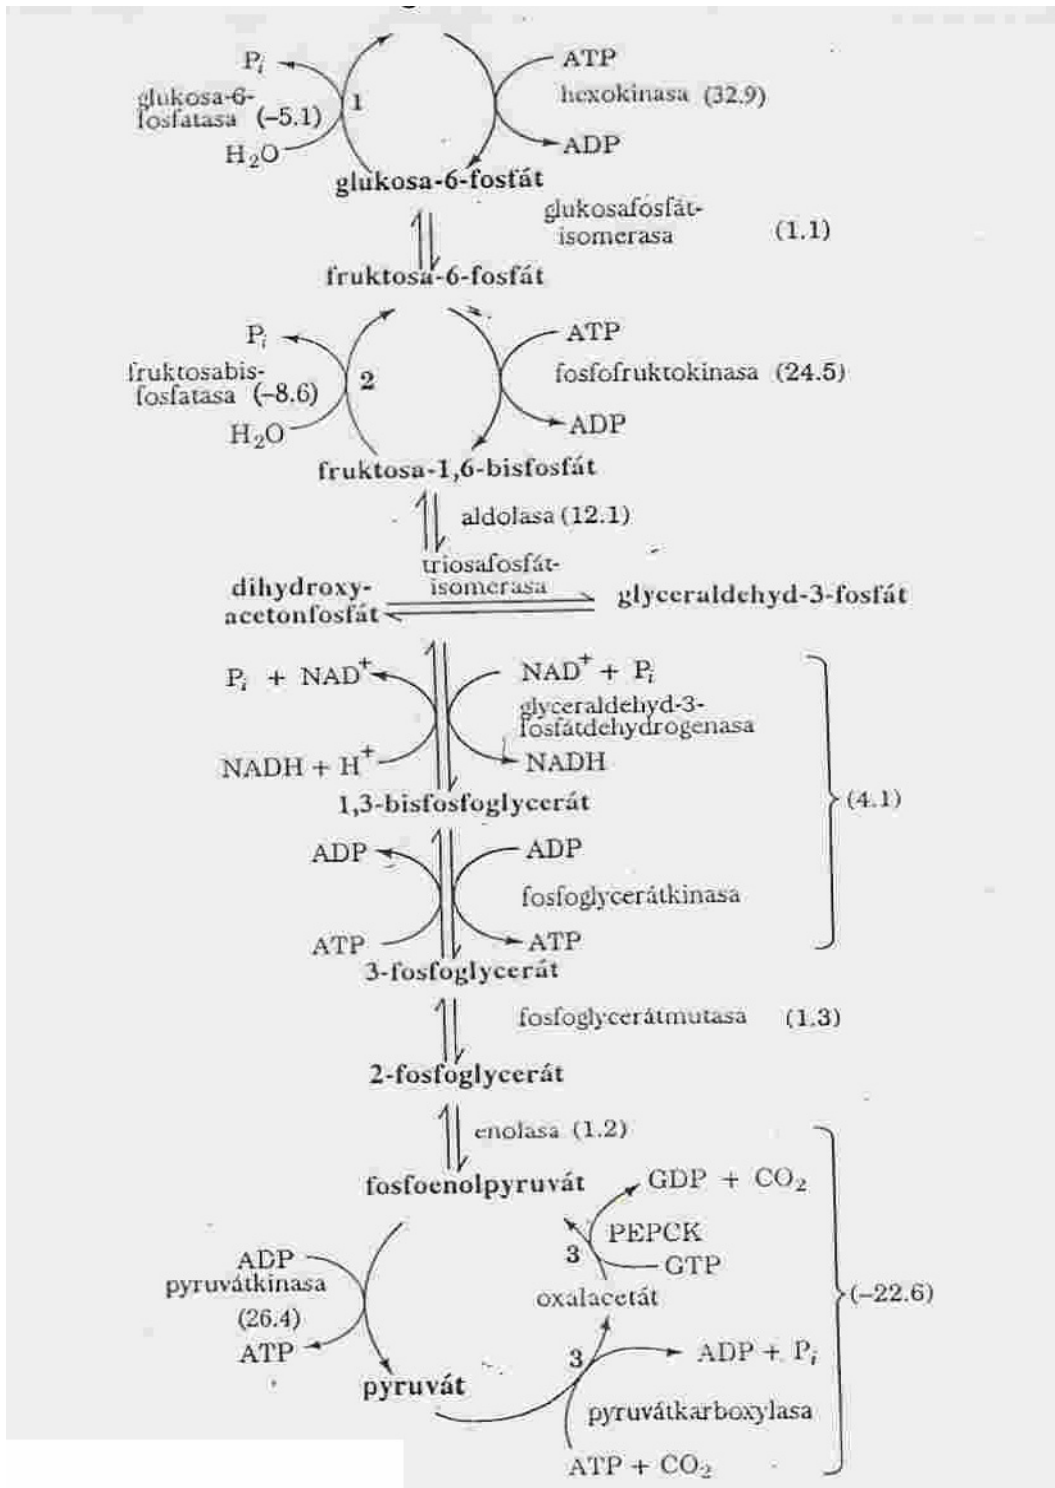 Pi
ATP
1
hexokinasa (32.9)
glukosa-6-
fosfatasa (–5.1)
H2O
ADP
glukosa-6-fosfát
glukosafosfát-
isomerasa (1.1)
fruktosa-6-fosfát
Pi
ATP
fruktosabis-
fosfatasa (–8.6)
2
fosfofruktokinasa (24.5)
H2O
ADP
fruktosa-1,6-bisfosfát
aldolasa (12.1)
triosafosfát-
isomerasa
dihydroxy-
acetonfosfát
glyceraldehyd-3-fosfát
Pi + NAD+
NAD+ + Pi
glyceraldehyd-3-
fosfátdehydrogenasa
NADH + H+
NADH
1,3-bisfosfoglycerát
(4.1)
ADP
ADP
fosfoglycerátkinasa
ATP
ATP
3-fosfoglycerát
fosfoglycerátmutasa (1.3)
2-fosfoglycerát
enolasa (1.2)
fosfoenolpyruvát
GDP + CO2
PEPCK
3
GTP
ADP
pyruvátkinasa
(26.4)
ATP
oxalacetát
(–22.6)
3
ADP + Pi
pyruvát
pyruvátkarboxylasa
ATP + CO2